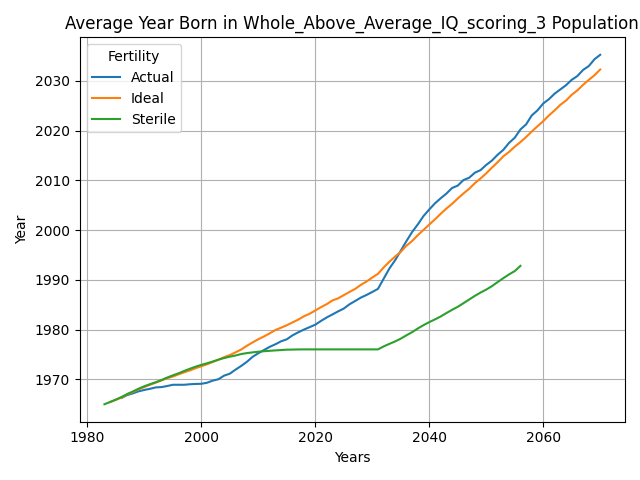 Average Year Born in Whole_Above_Average_IQ_scoring_3 Population
Fertility
Actual
Ideal
Sterile
Year
2030
2020
2010
2000
1990
1980
1970
1980
2000
2020
2040
2060
Years